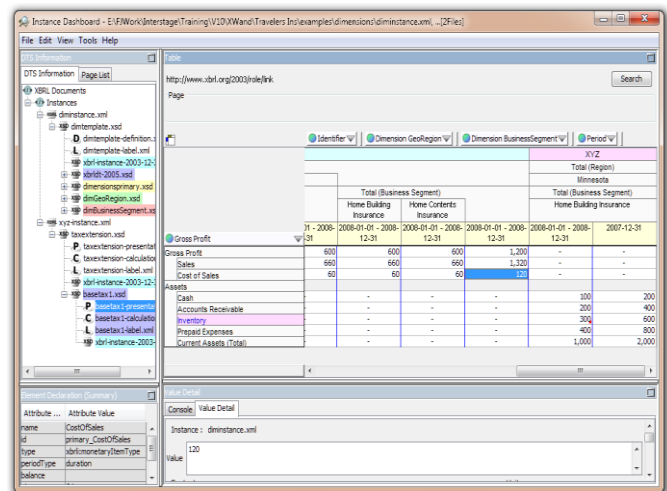 Instance Dashboard - E:\FJWork\Interstage\Training\V10\XWand\Travelers Ins\examples\dimensions\diminstance.xml, ...[2Files]
File Edit View Tools Help
DTS Information
DTS Information Page List
XBRL Documents
Instances
diminstance.xml
dimtemplate.xsd
D dimtemplate-definition.
L dimtemplate-label.xml
xbrl-instance-2003-12-
xbrldt-2005.xsd
dimensionsprimary.xsd
dimGeoRegion.xsd
dimBusinessSegment.xs
xyz-instance.xml
taxextension.xsd
P taxextension-presentat
C taxextension-calculatio
L taxextension-label.xml
xbrl-instance-2003-12-
basetax1.xsd
P basetax1-presenta
C basetax1-calculatio
L basetax1-label.xml
xbrl-instance-2003-
Table
http://www.xbrl.org/2003/role/link
Search
Page
Identifier Dimension GeoRegion Dimension BusinessSegment Period
XYZ
Total (Region)
Minnesota
Total (Business Segment) Total (Business Segment)
Home Building Insurance Home Contents Insurance Home Building Insurance
01 - 2008-
-31 2008-01-01 - 2008-12-31 2008-01-01 - 2008-12-31 2008-01-01 - 2008-12-31 2008-01-01 - 2008-12-31 2007-12-31
Gross Profit
Gross Profit 600 600 600 1,200 - -
Sales 660 660 660 1,320 - -
Cost of Sales 60 60 60 120 - -
Assets
Cash - - - - 100 200
Accounts Receivable - - - - 200 400
Inventory - - - - 300 600
Prepaid Expenses - - - - 400 800
Current Assets (Total) - - - - 1,000 2,000
Element Declaration (Summary)
Attribute ... Attribute Value
name CostOfSales
id primary_CostOfSales
type xbrli:monetaryItemType
periodType duration
balance
Value Detail
Console Value Detail
Instance : diminstance.xml
Value 120